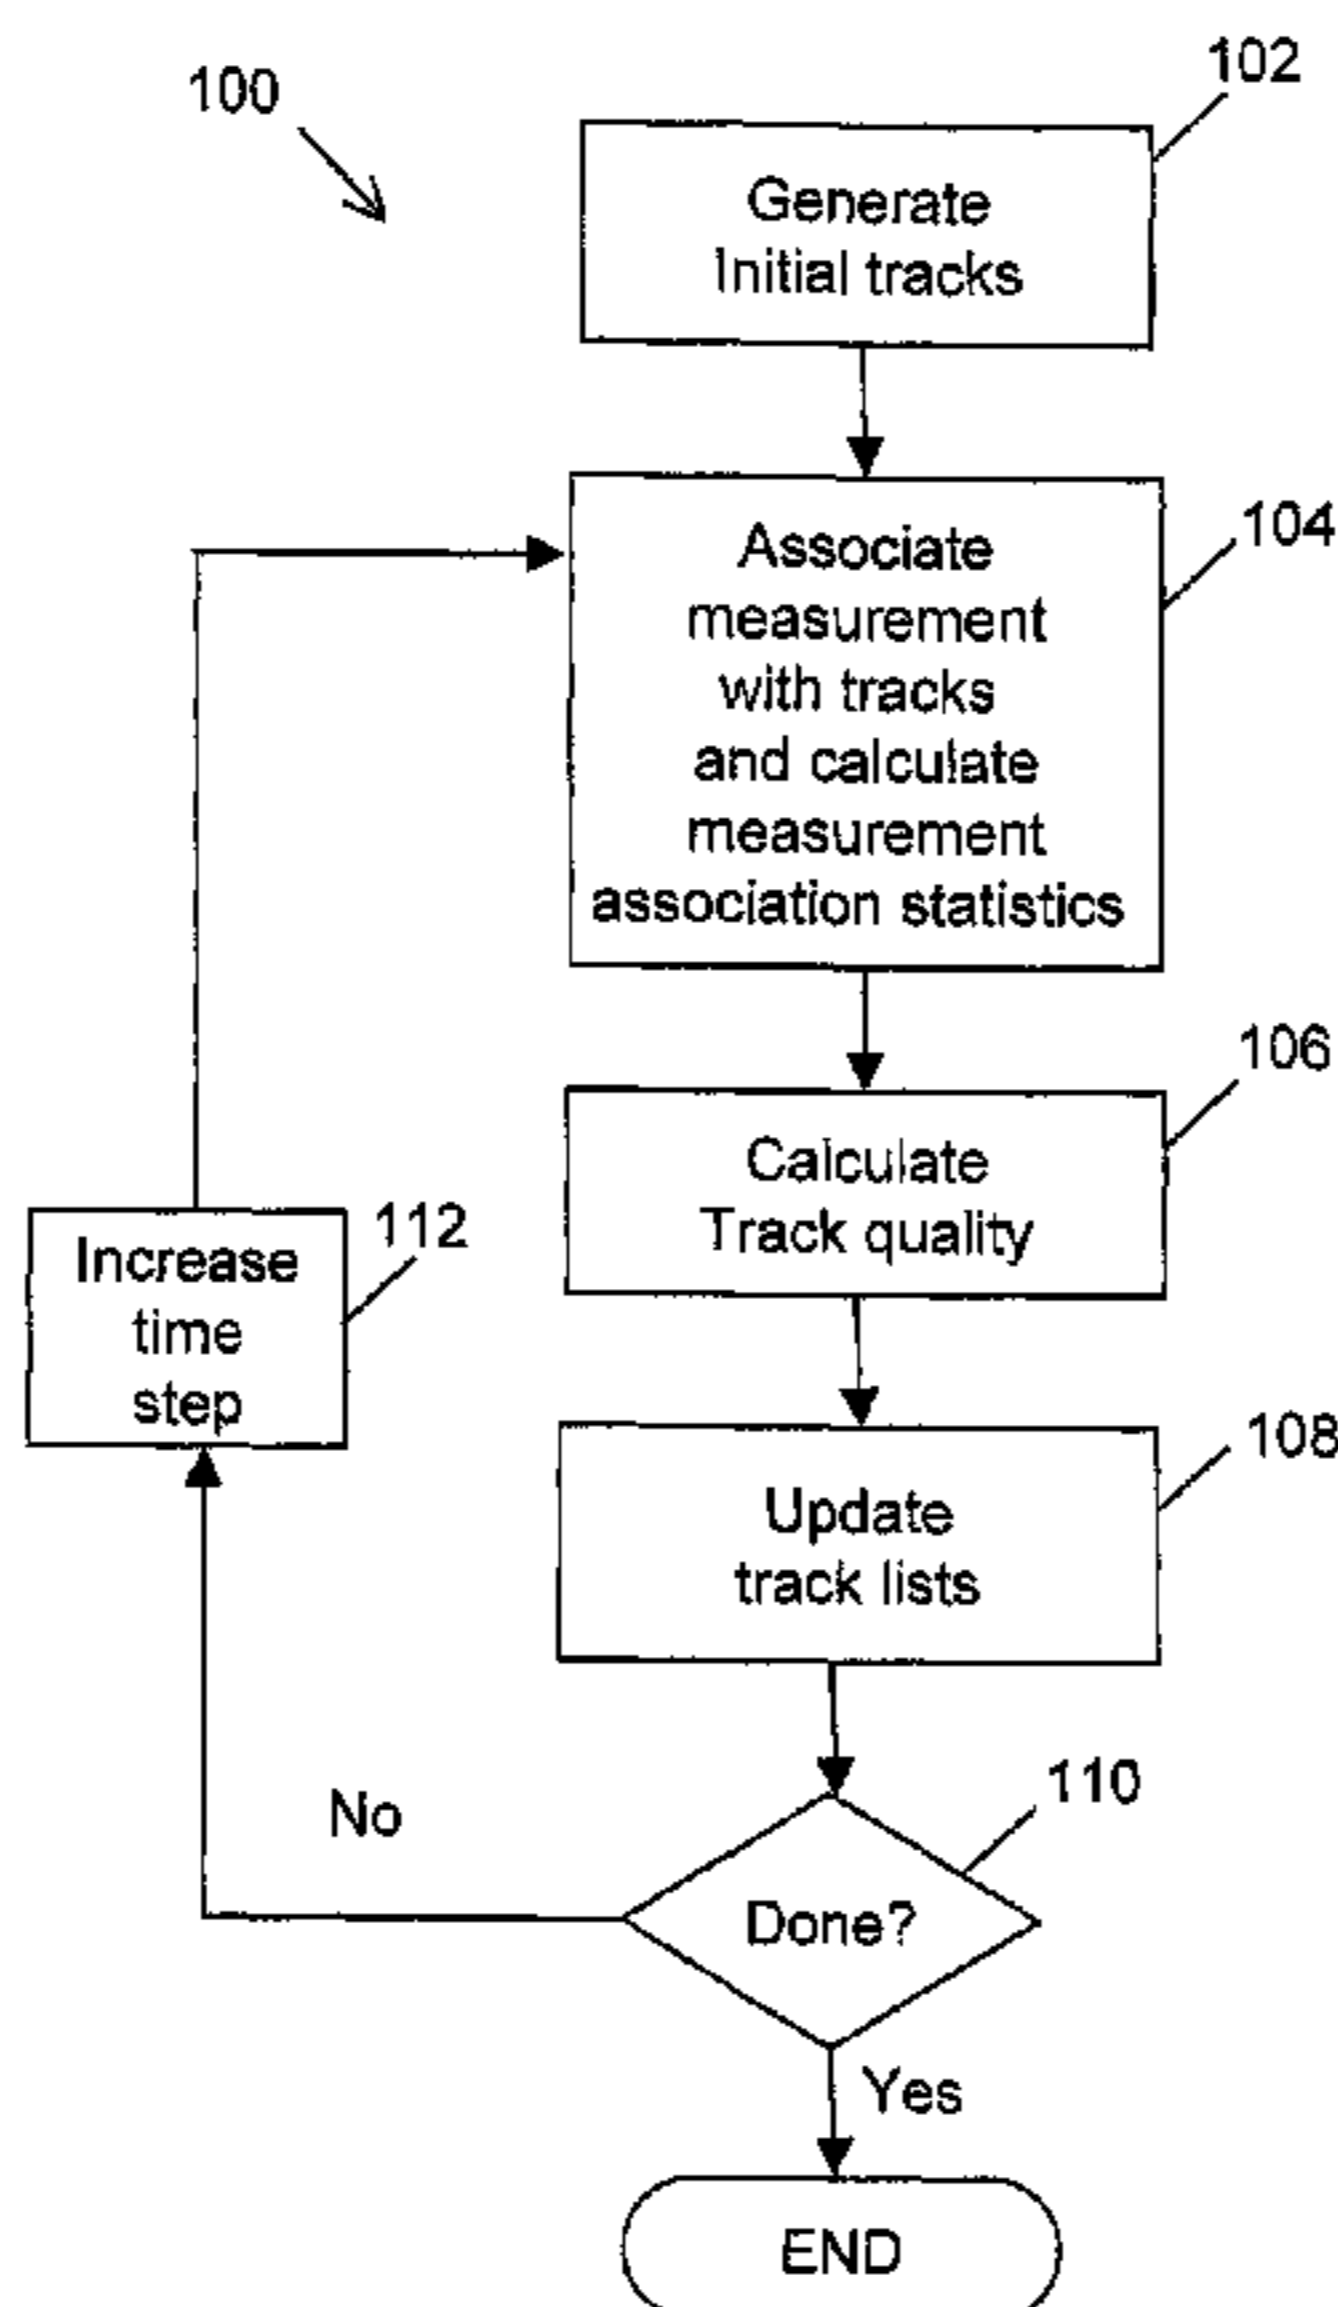 100
102
Generate
Initial tracks
104
Associate
measurement
with tracks
and calculate
measurement
association statistics
106
Calculate
Track quality
112
Increase
time
step
108
Update
track lists
110
No
Done?
Yes
END